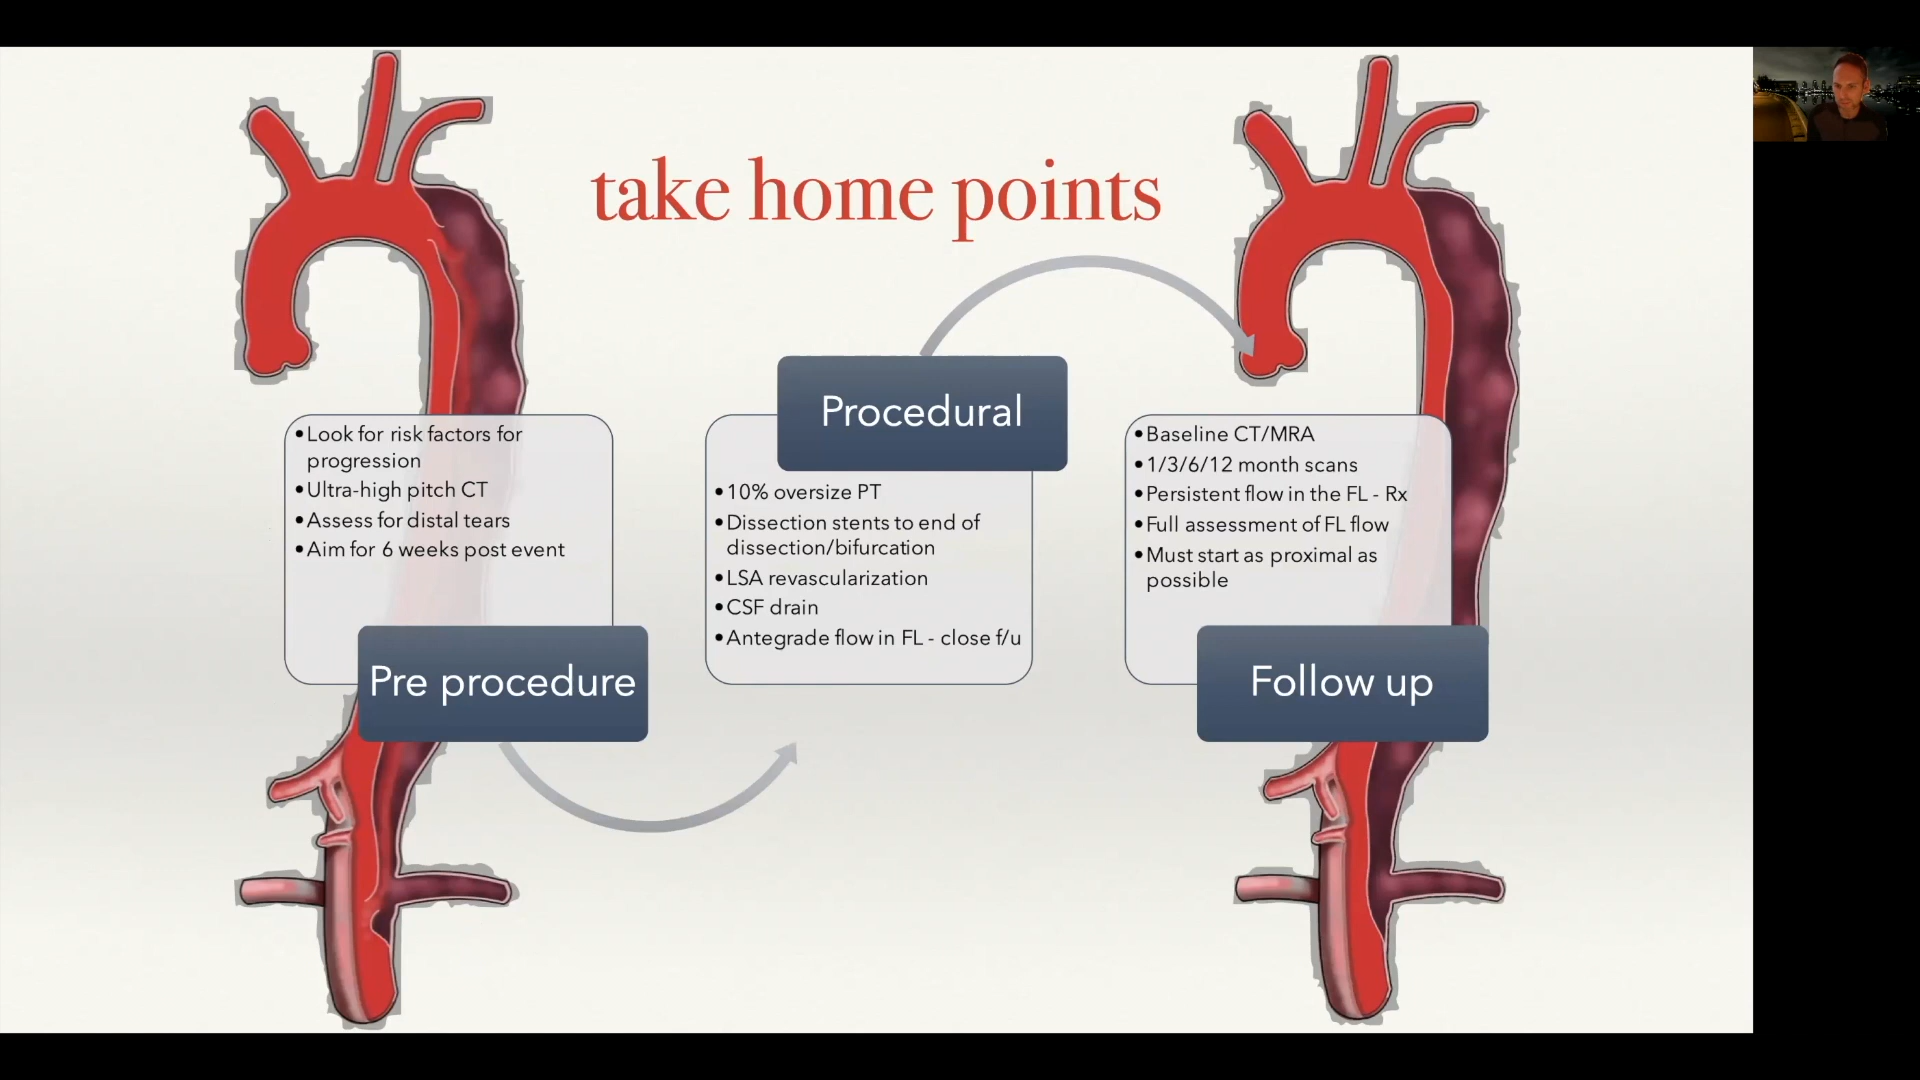 take home points
•Look for risk factors for
progression
•Ultra-high pitch CT
•Assess for distal tears
•Aim for 6 weeks post event
Pre procedure
Procedural
•10% oversize PT
•Dissection stents to end of
dissection/bifurcation
•LSA revascularization
•CSF drain
•Antegrade flow in FL - close f/u
•Baseline CT/MRA
•1/3/6/12 month scans
•Persistent flow in the FL - Rx
•Full assessment of FL flow
•Must start as proximal as
possible
Follow up